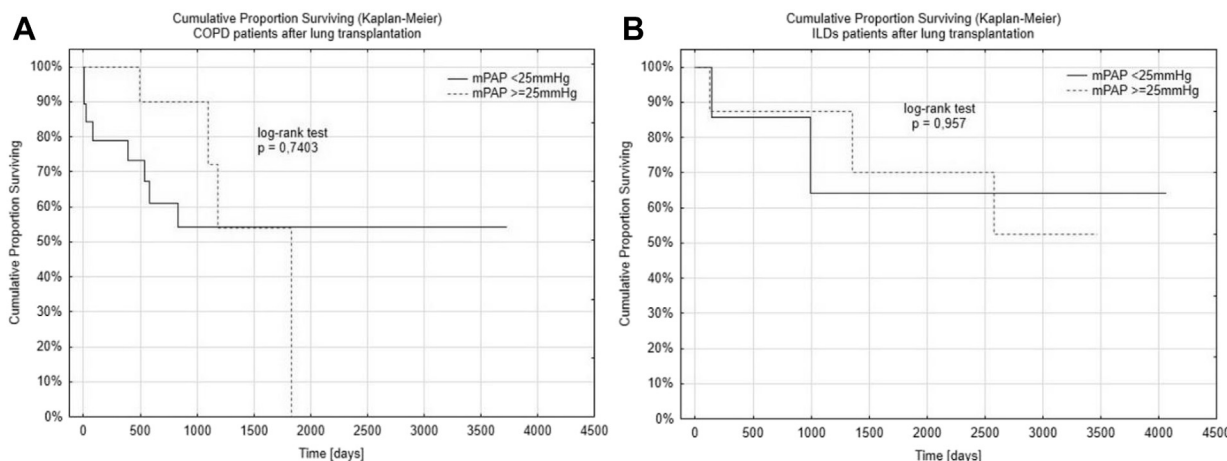 A
Cumulative Proportion Surviving (Kaplan-Meier)
COPD patients after lung transplantation
mPAP <25mmHg
mPAP >=25mmHg
log-rank test
p = 0,7403
Cumulative Proportion Surviving
100%
90%
80%
70%
60%
50%
40%
30%
20%
10%
0%
0 500 1000 1500 2000 2500 3000 3500 4000 4500
Time [days]
B
Cumulative Proportion Surviving (Kaplan-Meier)
ILDs patients after lung transplantation
mPAP <25mmHg
mPAP >=25mmHg
log-rank test
p = 0,957
Cumulative Proportion Surviving
100%
90%
80%
70%
60%
50%
40%
30%
20%
10%
0%
0 500 1000 1500 2000 2500 3000 3500 4000 4500
Time [days]